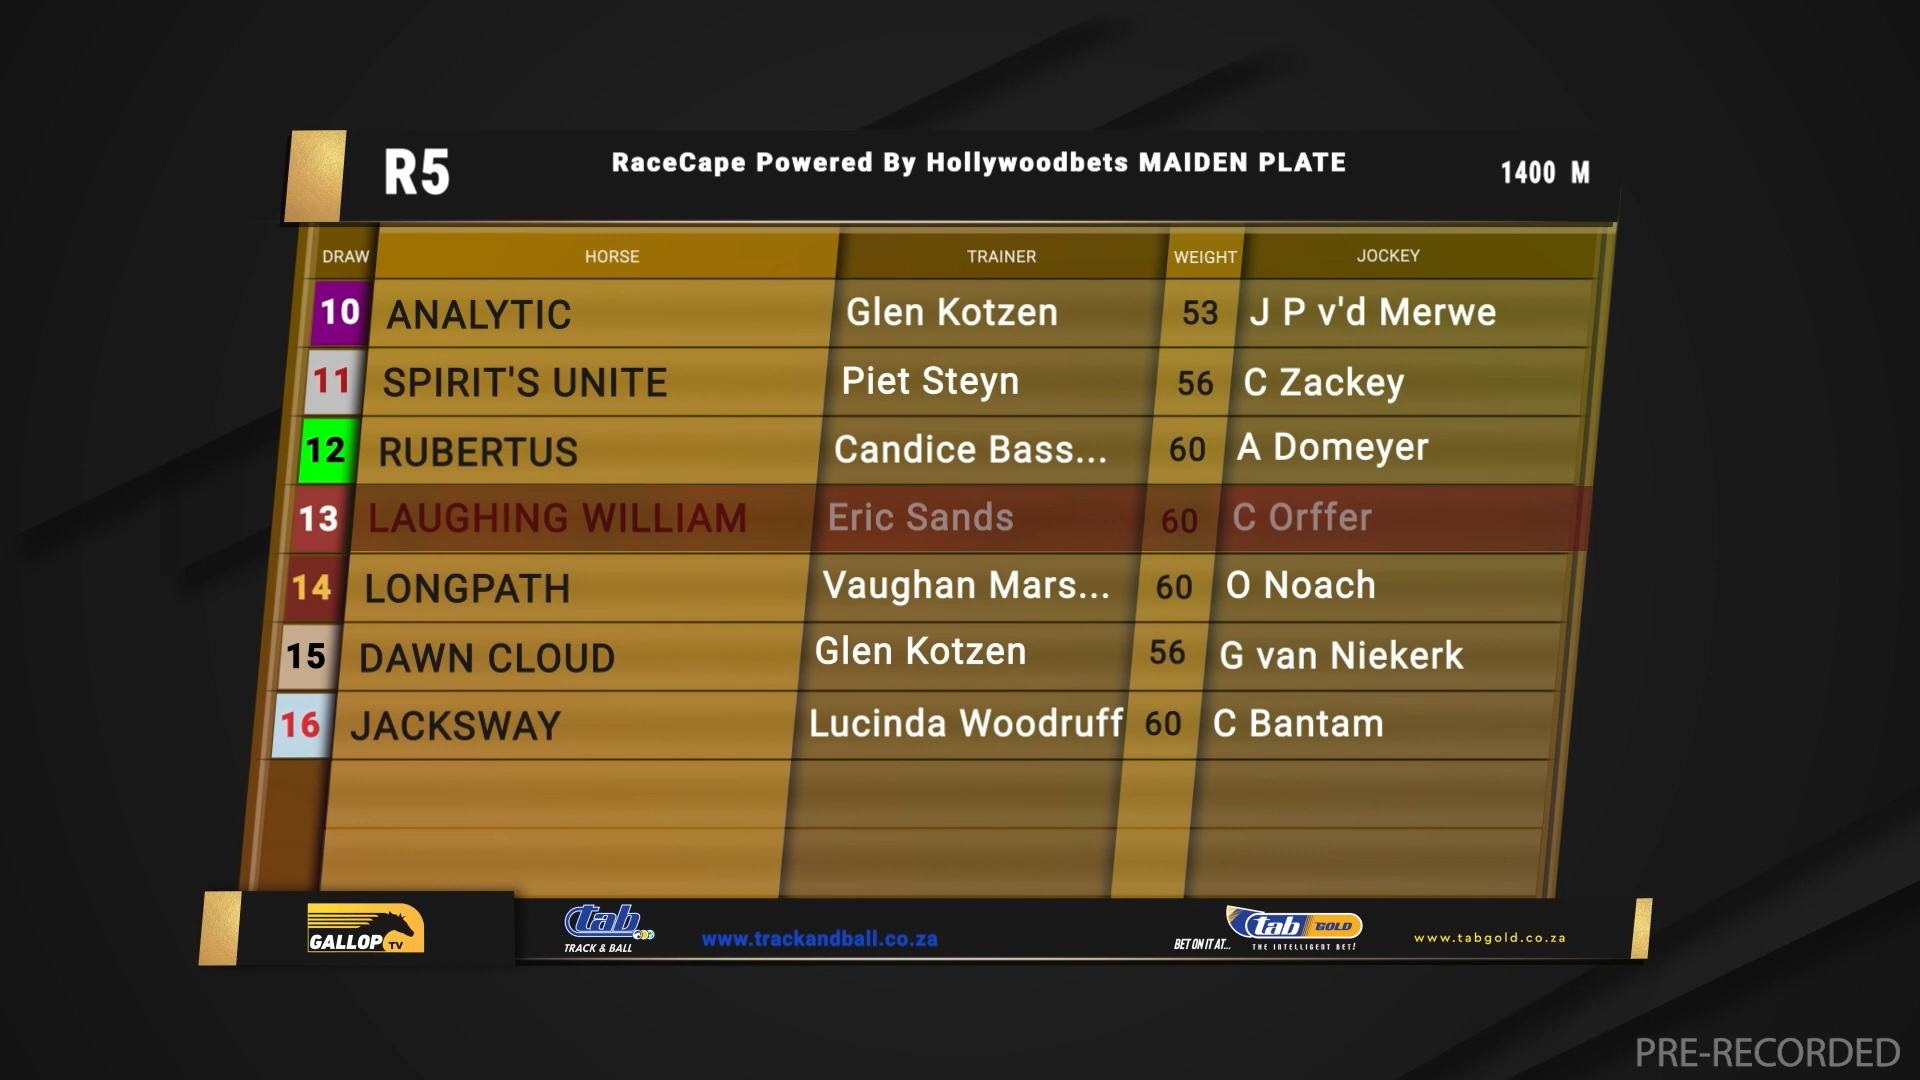 R5 RaceCape Powered By Hollywoodbets MAIDEN PLATE 1400 M
DRAW HORSE TRAINER WEIGHT JOCKEY
10 ANALYTIC Glen Kotzen 53 J P v'd Merwe
11 SPIRIT'S UNITE Piet Steyn 56 C Zackey
12 RUBERTUS Candice Bass... 60 A Domeyer
13 LAUGHING WILLIAM Eric Sands 60 C Orffer
14 LONGPATH Vaughan Mars... 60 O Noach
15 DAWN CLOUD Glen Kotzen 56 G van Niekerk
16 JACKSWAY Lucinda Woodruff 60 C Bantam
GALLOP TV
tab
TRACK & BALL
www.trackandball.co.za
BET ON IT AT...
tab GOLD
THE INTELLIGENT BET!
www.tabgold.co.za
PRE-RECORDED